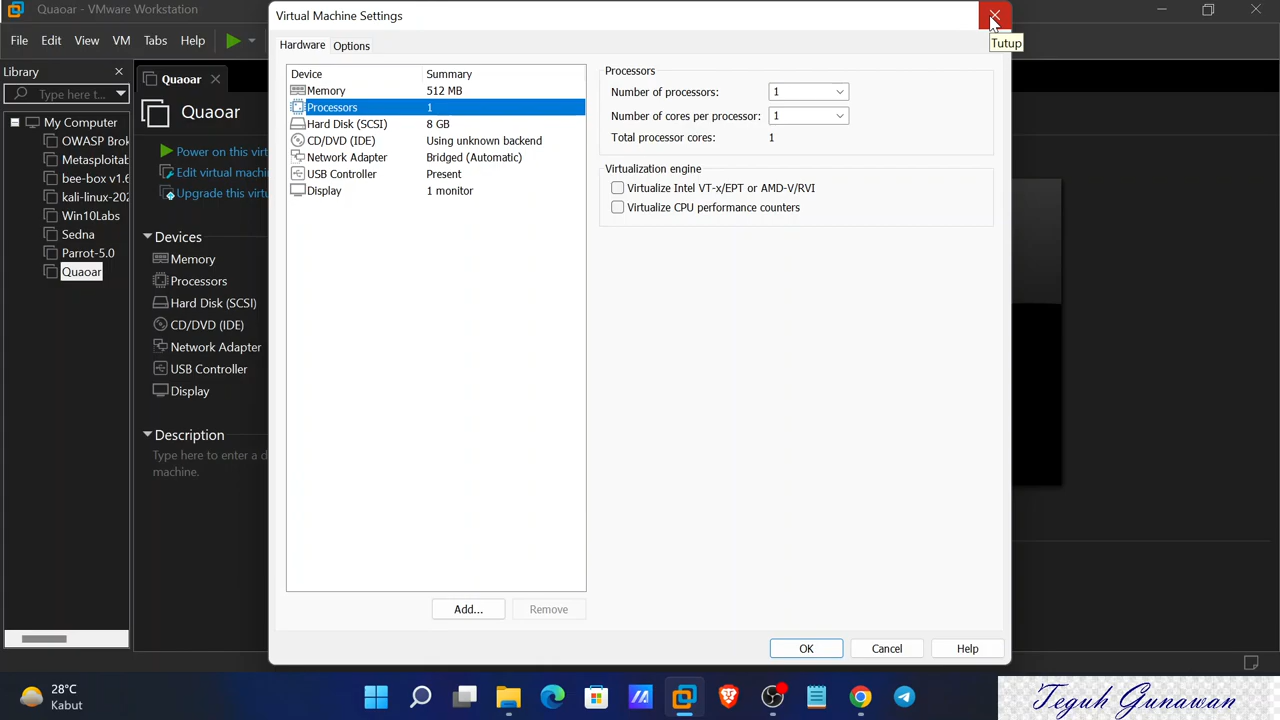 Quaoar - VMware Workstation
File Edit View VM Tabs Help
Library
Type here t...
My Computer
OWASP Brok
Metasploitab
bee-box v1.6
kali-linux-202
Win10Labs
Sedna
Parrot-5.0
Quaoar
Quaoar
Quaoar
Power on this virt
Edit virtual machin
Upgrade this virtu
Devices
Memory
Processors
Hard Disk (SCSI)
CD/DVD (IDE)
Network Adapter
USB Controller
Display
Description
Type here to enter a d
machine.
Virtual Machine Settings
Tutup
Hardware Options
Device Summary
Memory 512 MB
Processors 1
Hard Disk (SCSI) 8 GB
CD/DVD (IDE) Using unknown backend
Network Adapter Bridged (Automatic)
USB Controller Present
Display 1 monitor
Add... Remove
Processors
Number of processors: 1
Number of cores per processor: 1
Total processor cores: 1
Virtualization engine
Virtualize Intel VT-x/EPT or AMD-V/RVI
Virtualize CPU performance counters
OK Cancel Help
28°C
Kabut
Teguh Gunawan